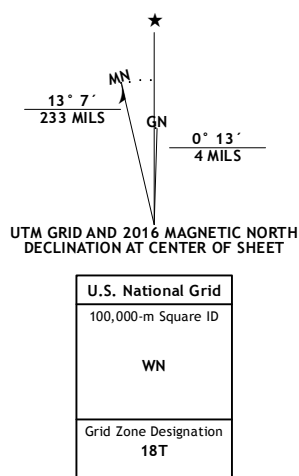 ★
MN
GN
13° 7´
233 MILS
0° 13´
4 MILS
UTM GRID AND 2016 MAGNETIC NORTH
DECLINATION AT CENTER OF SHEET
U.S. National Grid
100,000-m Square ID
WN
Grid Zone Designation
18T